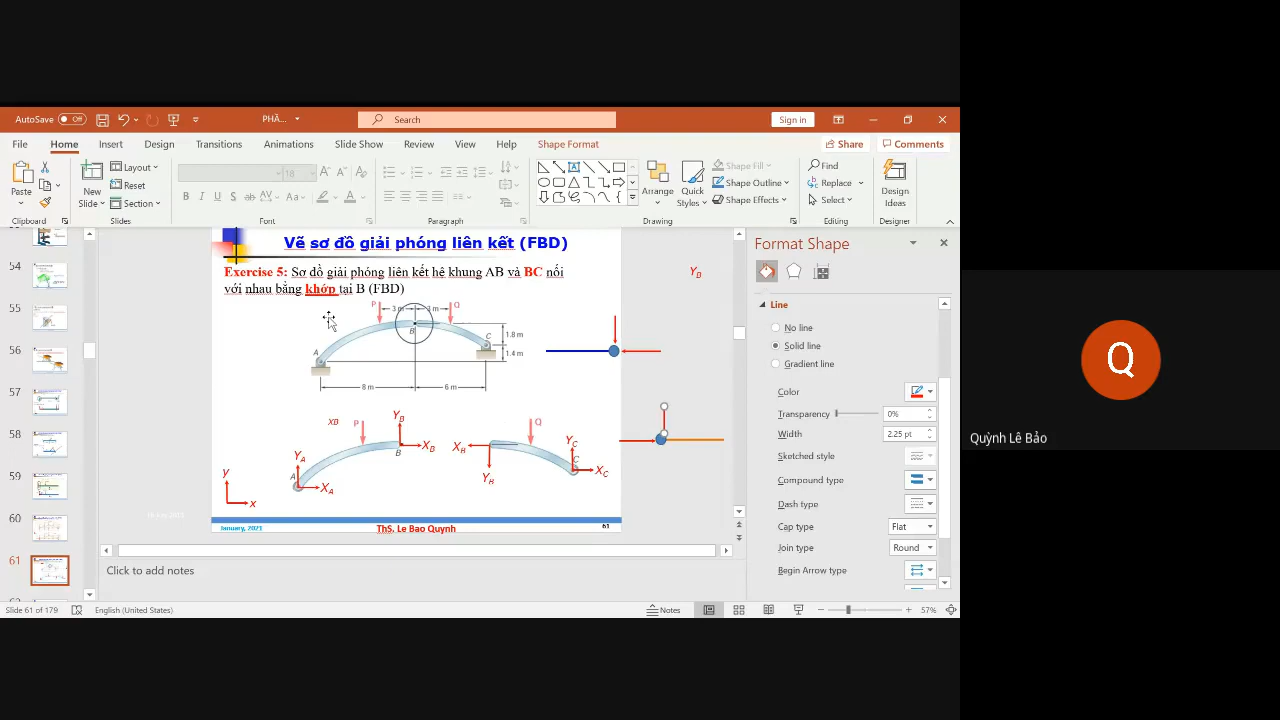 AutoSave Off PHẦ... Search Sign in
File Home Insert Design Transitions Animations Slide Show Review View Help Shape Format Share Comments
Paste
New Slide
Layout
Reset
Section
18
B I U S ab AV Aa A
Arrange
Quick Styles
Shape Fill
Shape Outline
Shape Effects
Find
Replace
Select
Design Ideas
Clipboard Slides Font Paragraph Drawing Editing Designer
54
55
56
57
58
59
60
61
Vẽ sơ đồ giải phóng liên kết (FBD)
Exercise 5: Sơ đồ giải phóng liên kết hệ khung AB và BC nối
với nhau bằng khớp tại B (FBD)
P 3 m 3 m Q
A B C
1.8 m
1.4 m
8 m 6 m
XB P YB XB B
YA A XA
XB YB Q YC C XC
y x
January, 2021 ThS. Le Bao Quynh 61
YB
Format Shape
Line
No line
Solid line
Gradient line
Color
Transparency 0%
Width 2.25 pt
Sketched style
Compound type
Dash type
Cap type Flat
Join type Round
Begin Arrow type
Click to add notes
Slide 61 of 179 English (United States) Notes 57%
Q
Quỳnh Lê Bảo